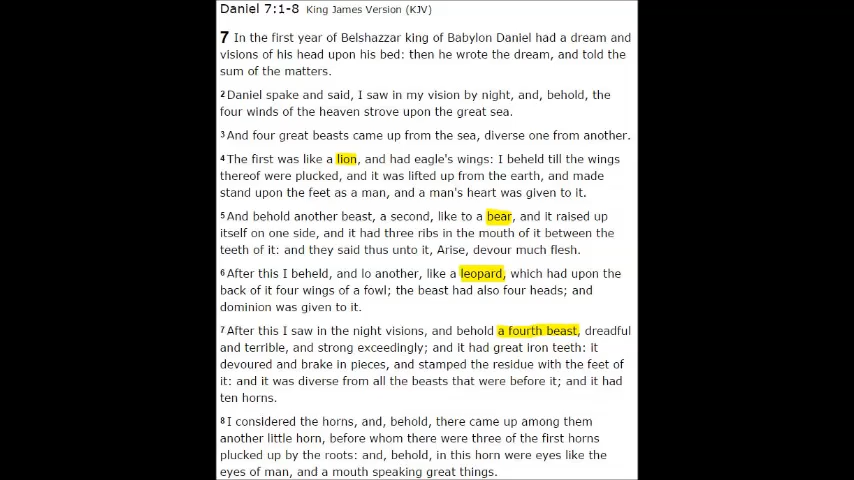 Daniel 7:1-8 King James Version (KJV)
7 In the first year of Belshazzar king of Babylon Daniel had a dream and
visions of his head upon his bed: then he wrote the dream, and told the
sum of the matters.
2 Daniel spake and said, I saw in my vision by night, and, behold, the
four winds of the heaven strove upon the great sea.
3 And four great beasts came up from the sea, diverse one from another.
4 The first was like a lion, and had eagle's wings: I beheld till the wings
thereof were plucked, and it was lifted up from the earth, and made
stand upon the feet as a man, and a man's heart was given to it.
5 And behold another beast, a second, like to a bear, and it raised up
itself on one side, and it had three ribs in the mouth of it between the
teeth of it: and they said thus unto it, Arise, devour much flesh.
6 After this I beheld, and lo another, like a leopard, which had upon the
back of it four wings of a fowl; the beast had also four heads; and
dominion was given to it.
7 After this I saw in the night visions, and behold a fourth beast, dreadful
and terrible, and strong exceedingly; and it had great iron teeth: it
devoured and brake in pieces, and stamped the residue with the feet of
it: and it was diverse from all the beasts that were before it; and it had
ten horns.
8 I considered the horns, and, behold, there came up among them
another little horn, before whom there were three of the first horns
plucked up by the roots: and, behold, in this horn were eyes like the
eyes of man, and a mouth speaking great things.